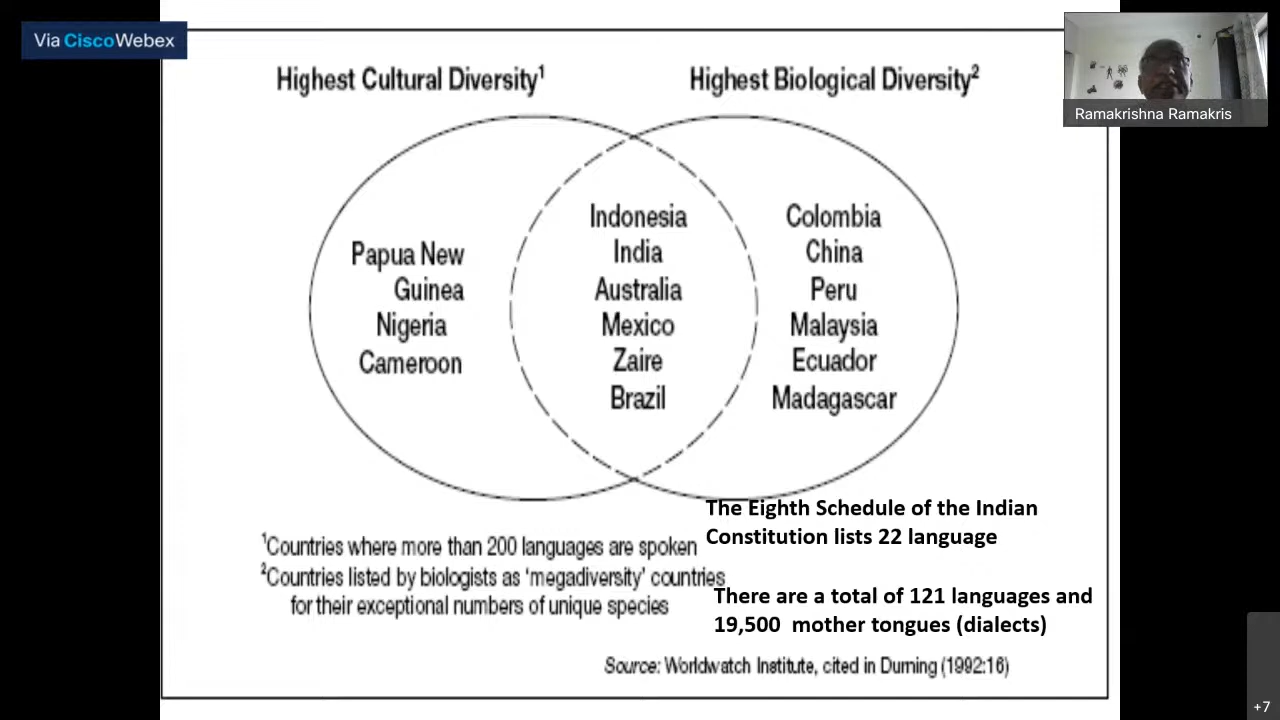 Via CiscoWebex
Ramakrishna Ramakris
Highest Cultural Diversity¹
Highest Biological Diversity²
Papua New
Guinea
Nigeria
Cameroon
Indonesia
India
Australia
Mexico
Zaire
Brazil
Colombia
China
Peru
Malaysia
Ecuador
Madagascar
The Eighth Schedule of the Indian
Constitution lists 22 language
¹Countries where more than 200 languages are spoken
²Countries listed by biologists as ‘megadiversity’ countries
for their exceptional numbers of unique species
There are a total of 121 languages and
19,500 mother tongues (dialects)
Source: Worldwatch Institute, cited in Durning (1992:16)
+7